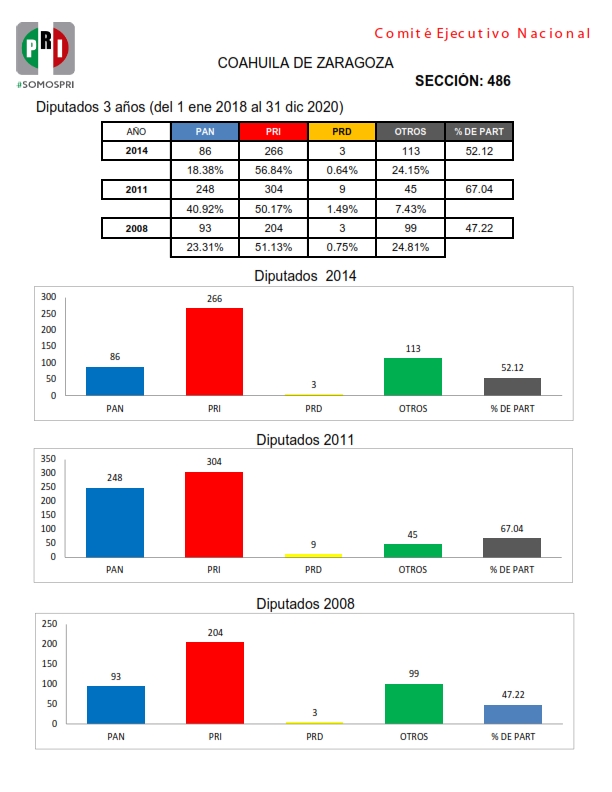 Comité Ejecutivo Nacional
PRI
#SOMOSPRI
COAHUILA DE ZARAGOZA
SECCIÓN: 486
Diputados 3 años (del 1 ene 2018 al 31 dic 2020)
AÑO PAN PRI PRD OTROS % DE PART
2014 86 266 3 113 52.12
18.38% 56.84% 0.64% 24.15%
2011 248 304 9 45 67.04
40.92% 50.17% 1.49% 7.43%
2008 93 204 3 99 47.22
23.31% 51.13% 0.75% 24.81%
Diputados 2014
300
250
200
150
100
50
0
86 266 3 113 52.12
PAN PRI PRD OTROS % DE PART
Diputados 2011
350
300
250
200
150
100
50
0
248 304 9 45 67.04
PAN PRI PRD OTROS % DE PART
Diputados 2008
250
200
150
100
50
0
93 204 3 99 47.22
PAN PRI PRD OTROS % DE PART